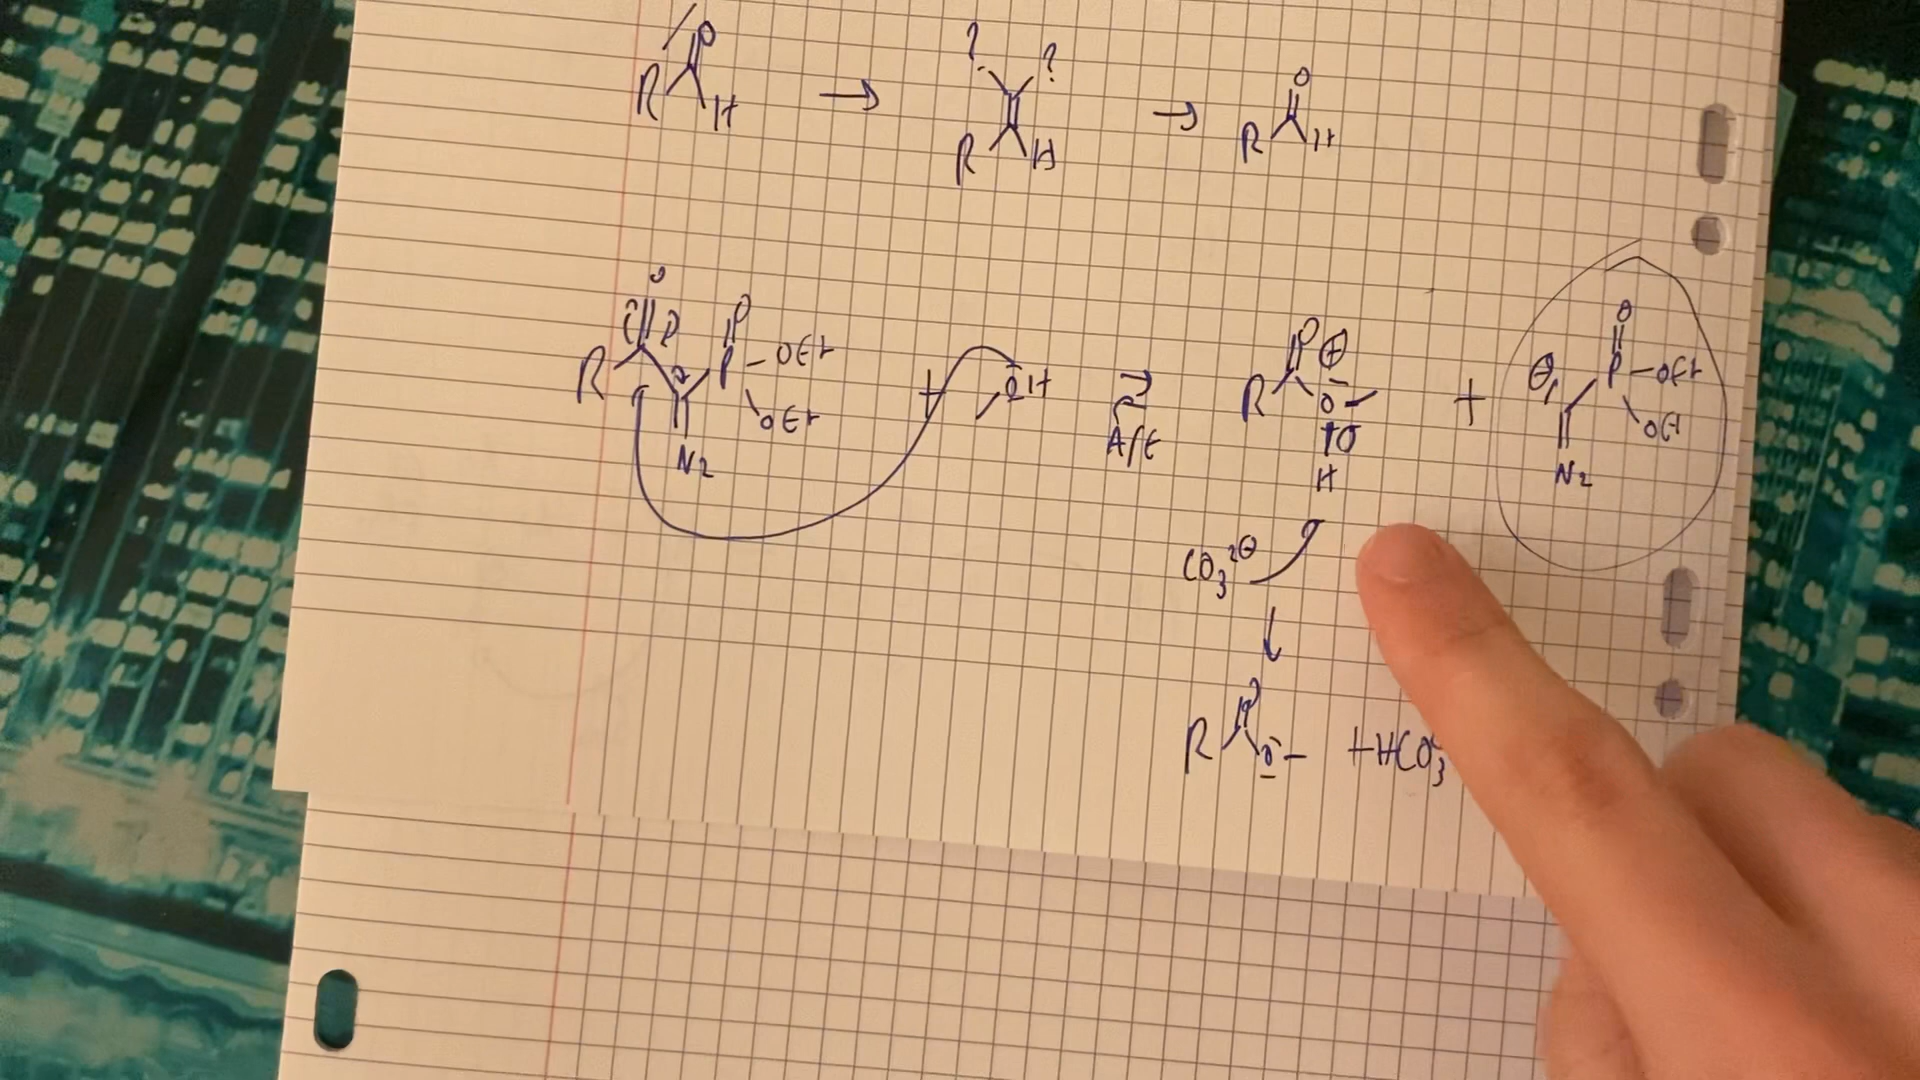 O ? ? O
R H → R H → R H
O O O O
R P OEt + OH ⇌ R ⊕ O + ⊖ P OEt
OEt A/E H OEt
N2 N2
CO3 2⊖
↓
O
R O + HCO3